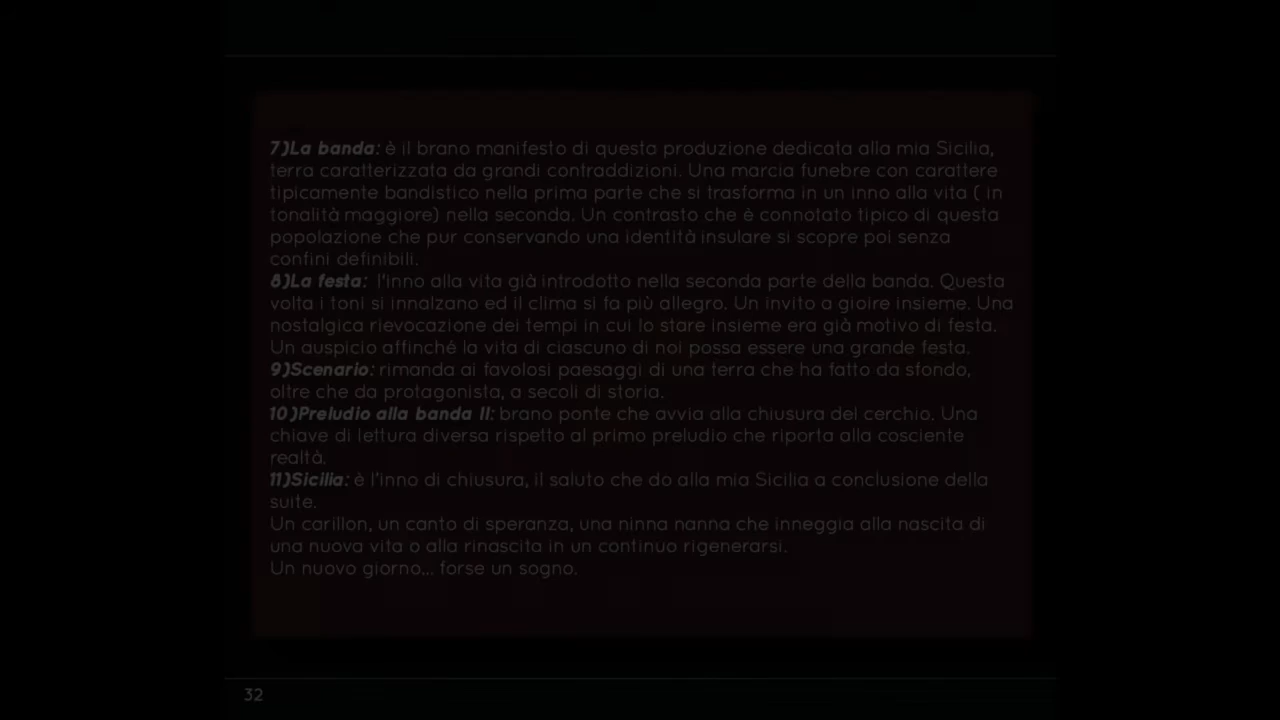 7)La banda: è il brano manifesto di questa produzione dedicata alla mia Sicilia,
terra caratterizzata da grandi contraddizioni. Una marcia funebre con carattere
tipicamente bandistico nella prima parte che si trasforma in un inno alla vita ( in
tonalità maggiore) nella seconda. Un contrasto che è connotato tipico di questa
popolazione che pur conservando una identità insulare si scopre poi senza
confini definibili.
8)La festa: l'inno alla vita già introdotto nella seconda parte della banda. Questa
volta i toni si innalzano ed il clima si fa più allegro. Un invito a gioire insieme. Una
nostalgica rievocazione dei tempi in cui lo stare insieme era già motivo di festa.
Un auspicio affinché la vita di ciascuno di noi possa essere una grande festa.
9)Scenario: rimanda ai favolosi paesaggi di una terra che ha fatto da sfondo,
oltre che da protagonista, a secoli di storia.
10)Preludio alla banda II: brano ponte che avvia alla chiusura del cerchio. Una
chiave di lettura diversa rispetto al primo preludio che riporta alla cosciente
realtà.
11)Sicilia: è l'inno di chiusura, il saluto che do alla mia Sicilia a conclusione della
suite.
Un carillon, un canto di speranza, una ninna nanna che inneggia alla nascita di
una nuova vita o alla rinascita in un continuo rigenerarsi.
Un nuovo giorno... forse un sogno.
32